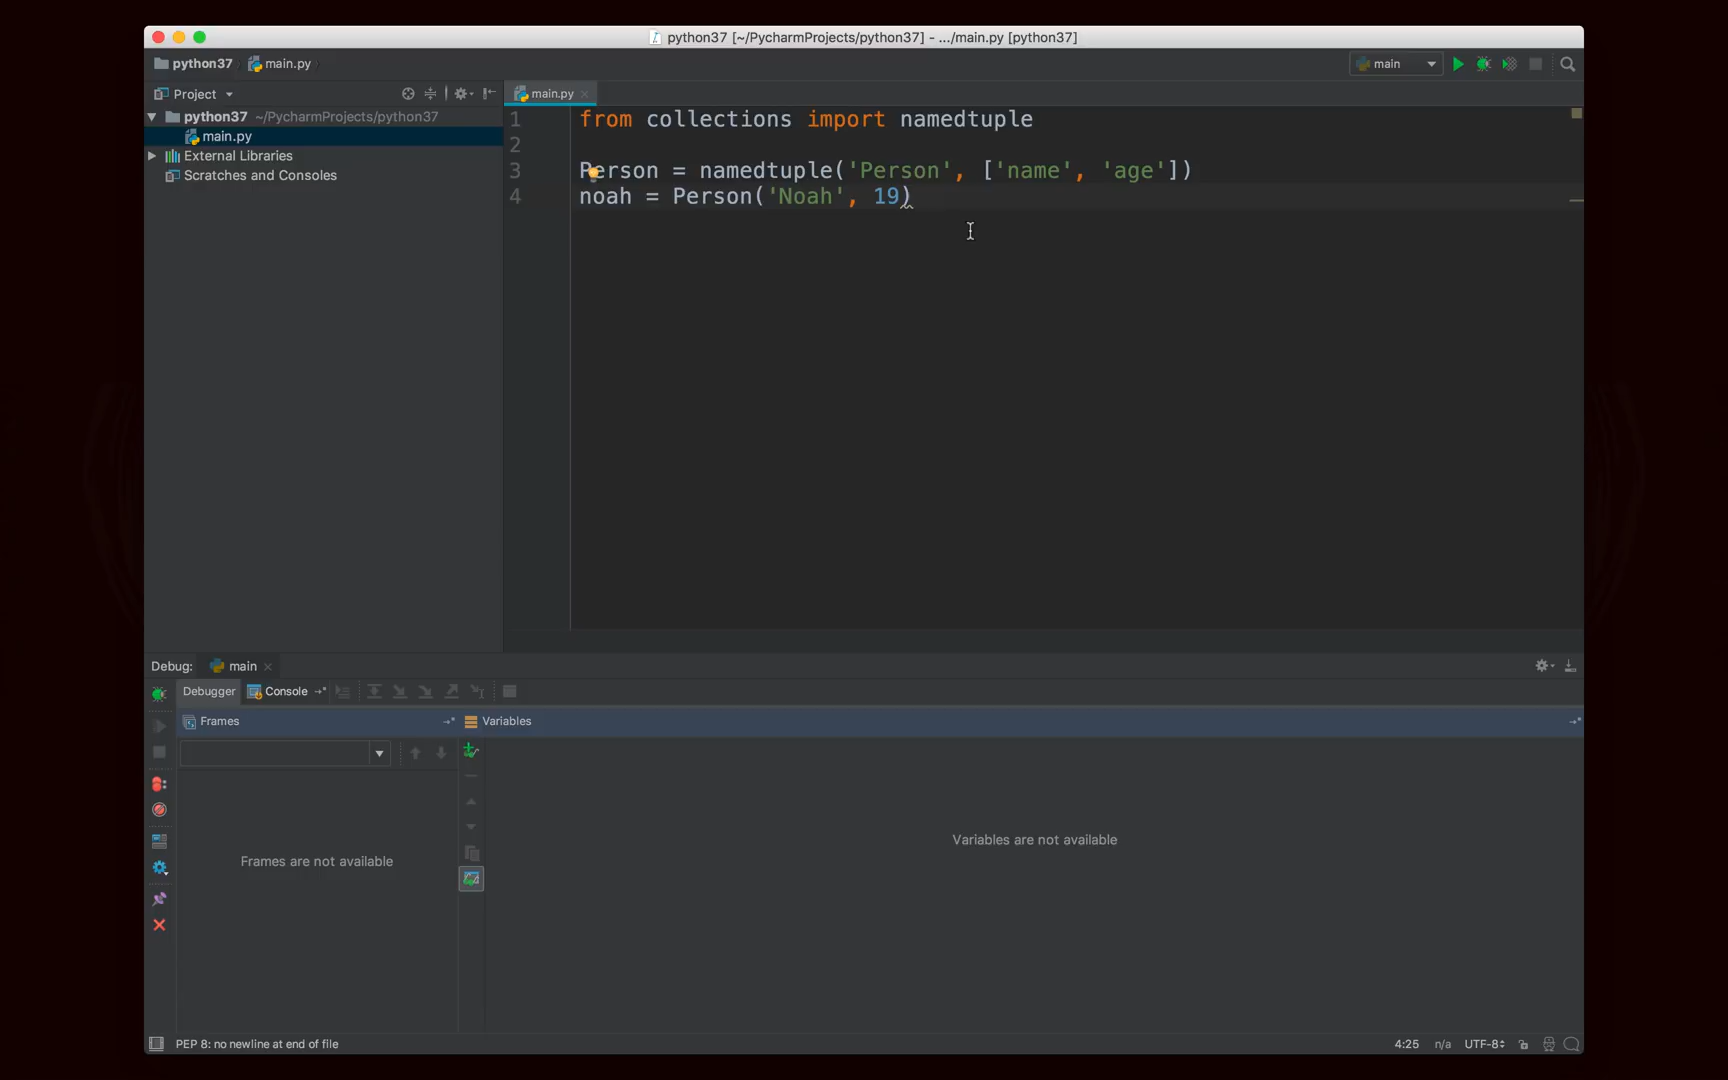 python37 [~/PycharmProjects/python37] - .../main.py [python37]
python37 main.py main
Project main.py
python37 ~/PycharmProjects/python37
main.py
External Libraries
Scratches and Consoles
1 from collections import namedtuple
2
3 Person = namedtuple('Person', ['name', 'age'])
4 noah = Person('Noah', 19)
Debug: main
Debugger Console
Frames Variables
Variables are not available
Frames are not available
PEP 8: no newline at end of file 4:25 n/a UTF-8